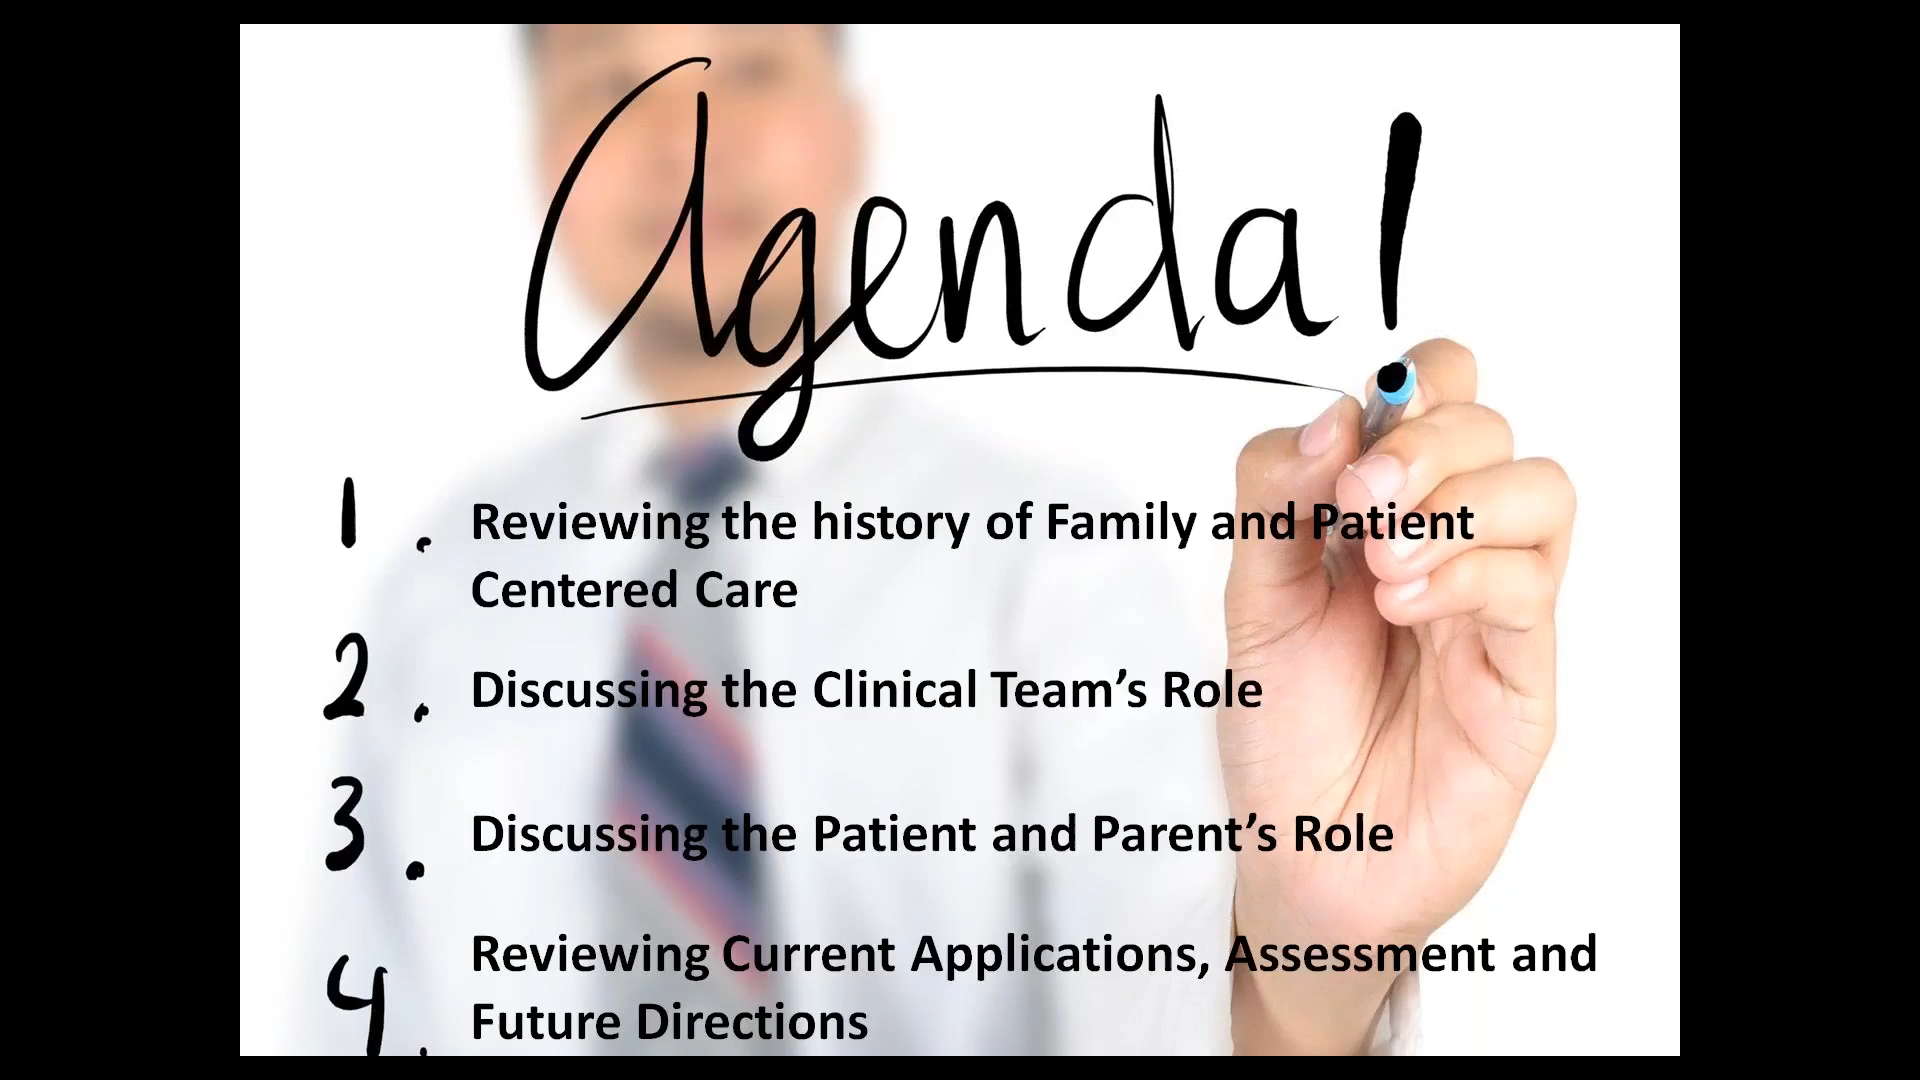 Agenda!
1. Reviewing the history of Family and Patient
Centered Care
2. Discussing the Clinical Team’s Role
3. Discussing the Patient and Parent’s Role
4. Reviewing Current Applications, Assessment and
Future Directions